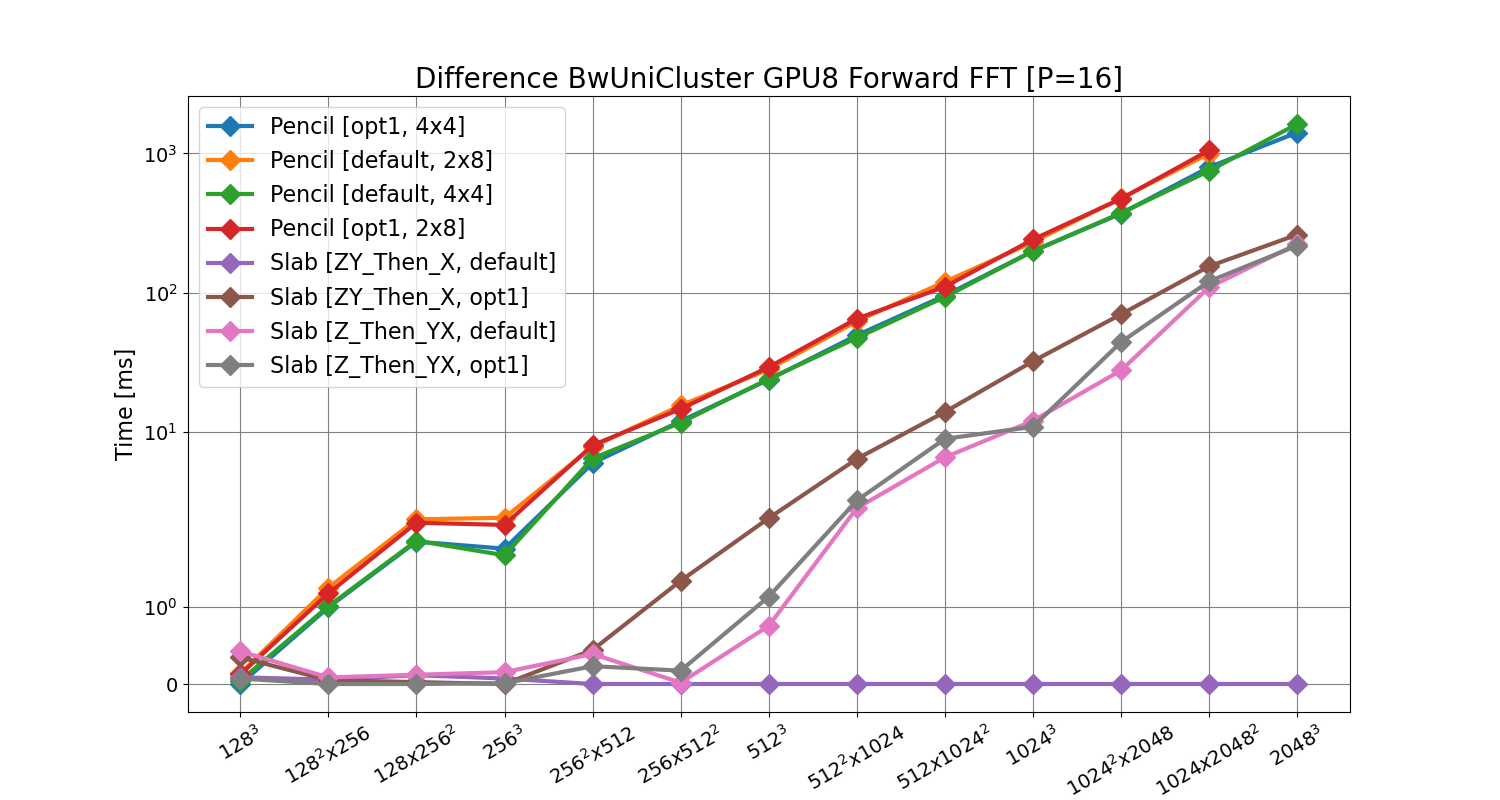 Difference BwUniCluster GPU8 Forward FFT [P=16]
Pencil [opt1, 4x4]
Pencil [default, 2x8]
Pencil [default, 4x4]
Pencil [opt1, 2x8]
Slab [ZY_Then_X, default]
Slab [ZY_Then_X, opt1]
Slab [Z_Then_YX, default]
Slab [Z_Then_YX, opt1]
Time [ms]
10³
10²
10¹
10⁰
0
128³
128²x256
128x256²
256³
256²x512
256x512²
512³
512²x1024
512x1024²
1024³
1024²x2048
1024x2048²
2048³